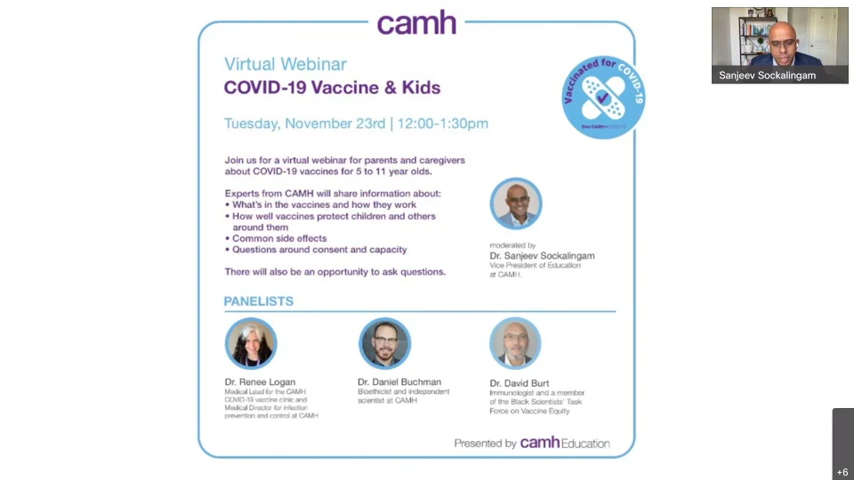 camh
Virtual Webinar
COVID-19 Vaccine & Kids
Tuesday, November 23rd | 12:00-1:30pm
Vaccinated for COVID-19
Sanjeev Sockalingam
Join us for a virtual webinar for parents and caregivers
about COVID-19 vaccines for 5 to 11 year olds.
Experts from CAMH will share information about:
• What's in the vaccines and how they work
• How well vaccines protect children and others
around them
• Common side effects
• Questions around consent and capacity
There will also be an opportunity to ask questions.
moderated by
Dr. Sanjeev Sockalingam
Vice President of Education
at CAMH.
PANELISTS
Dr. Renee Logan
Medical Lead for the CAMH
COVID-19 vaccine clinic and
Medical Director for infection
prevention and control at CAMH
Dr. Daniel Buchman
Bioethicist and independent
scientist at CAMH
Dr. David Burt
Immunologist and a member
of the Black Scientists' Task
Force on Vaccine Equity
Presented by camh Education
+6